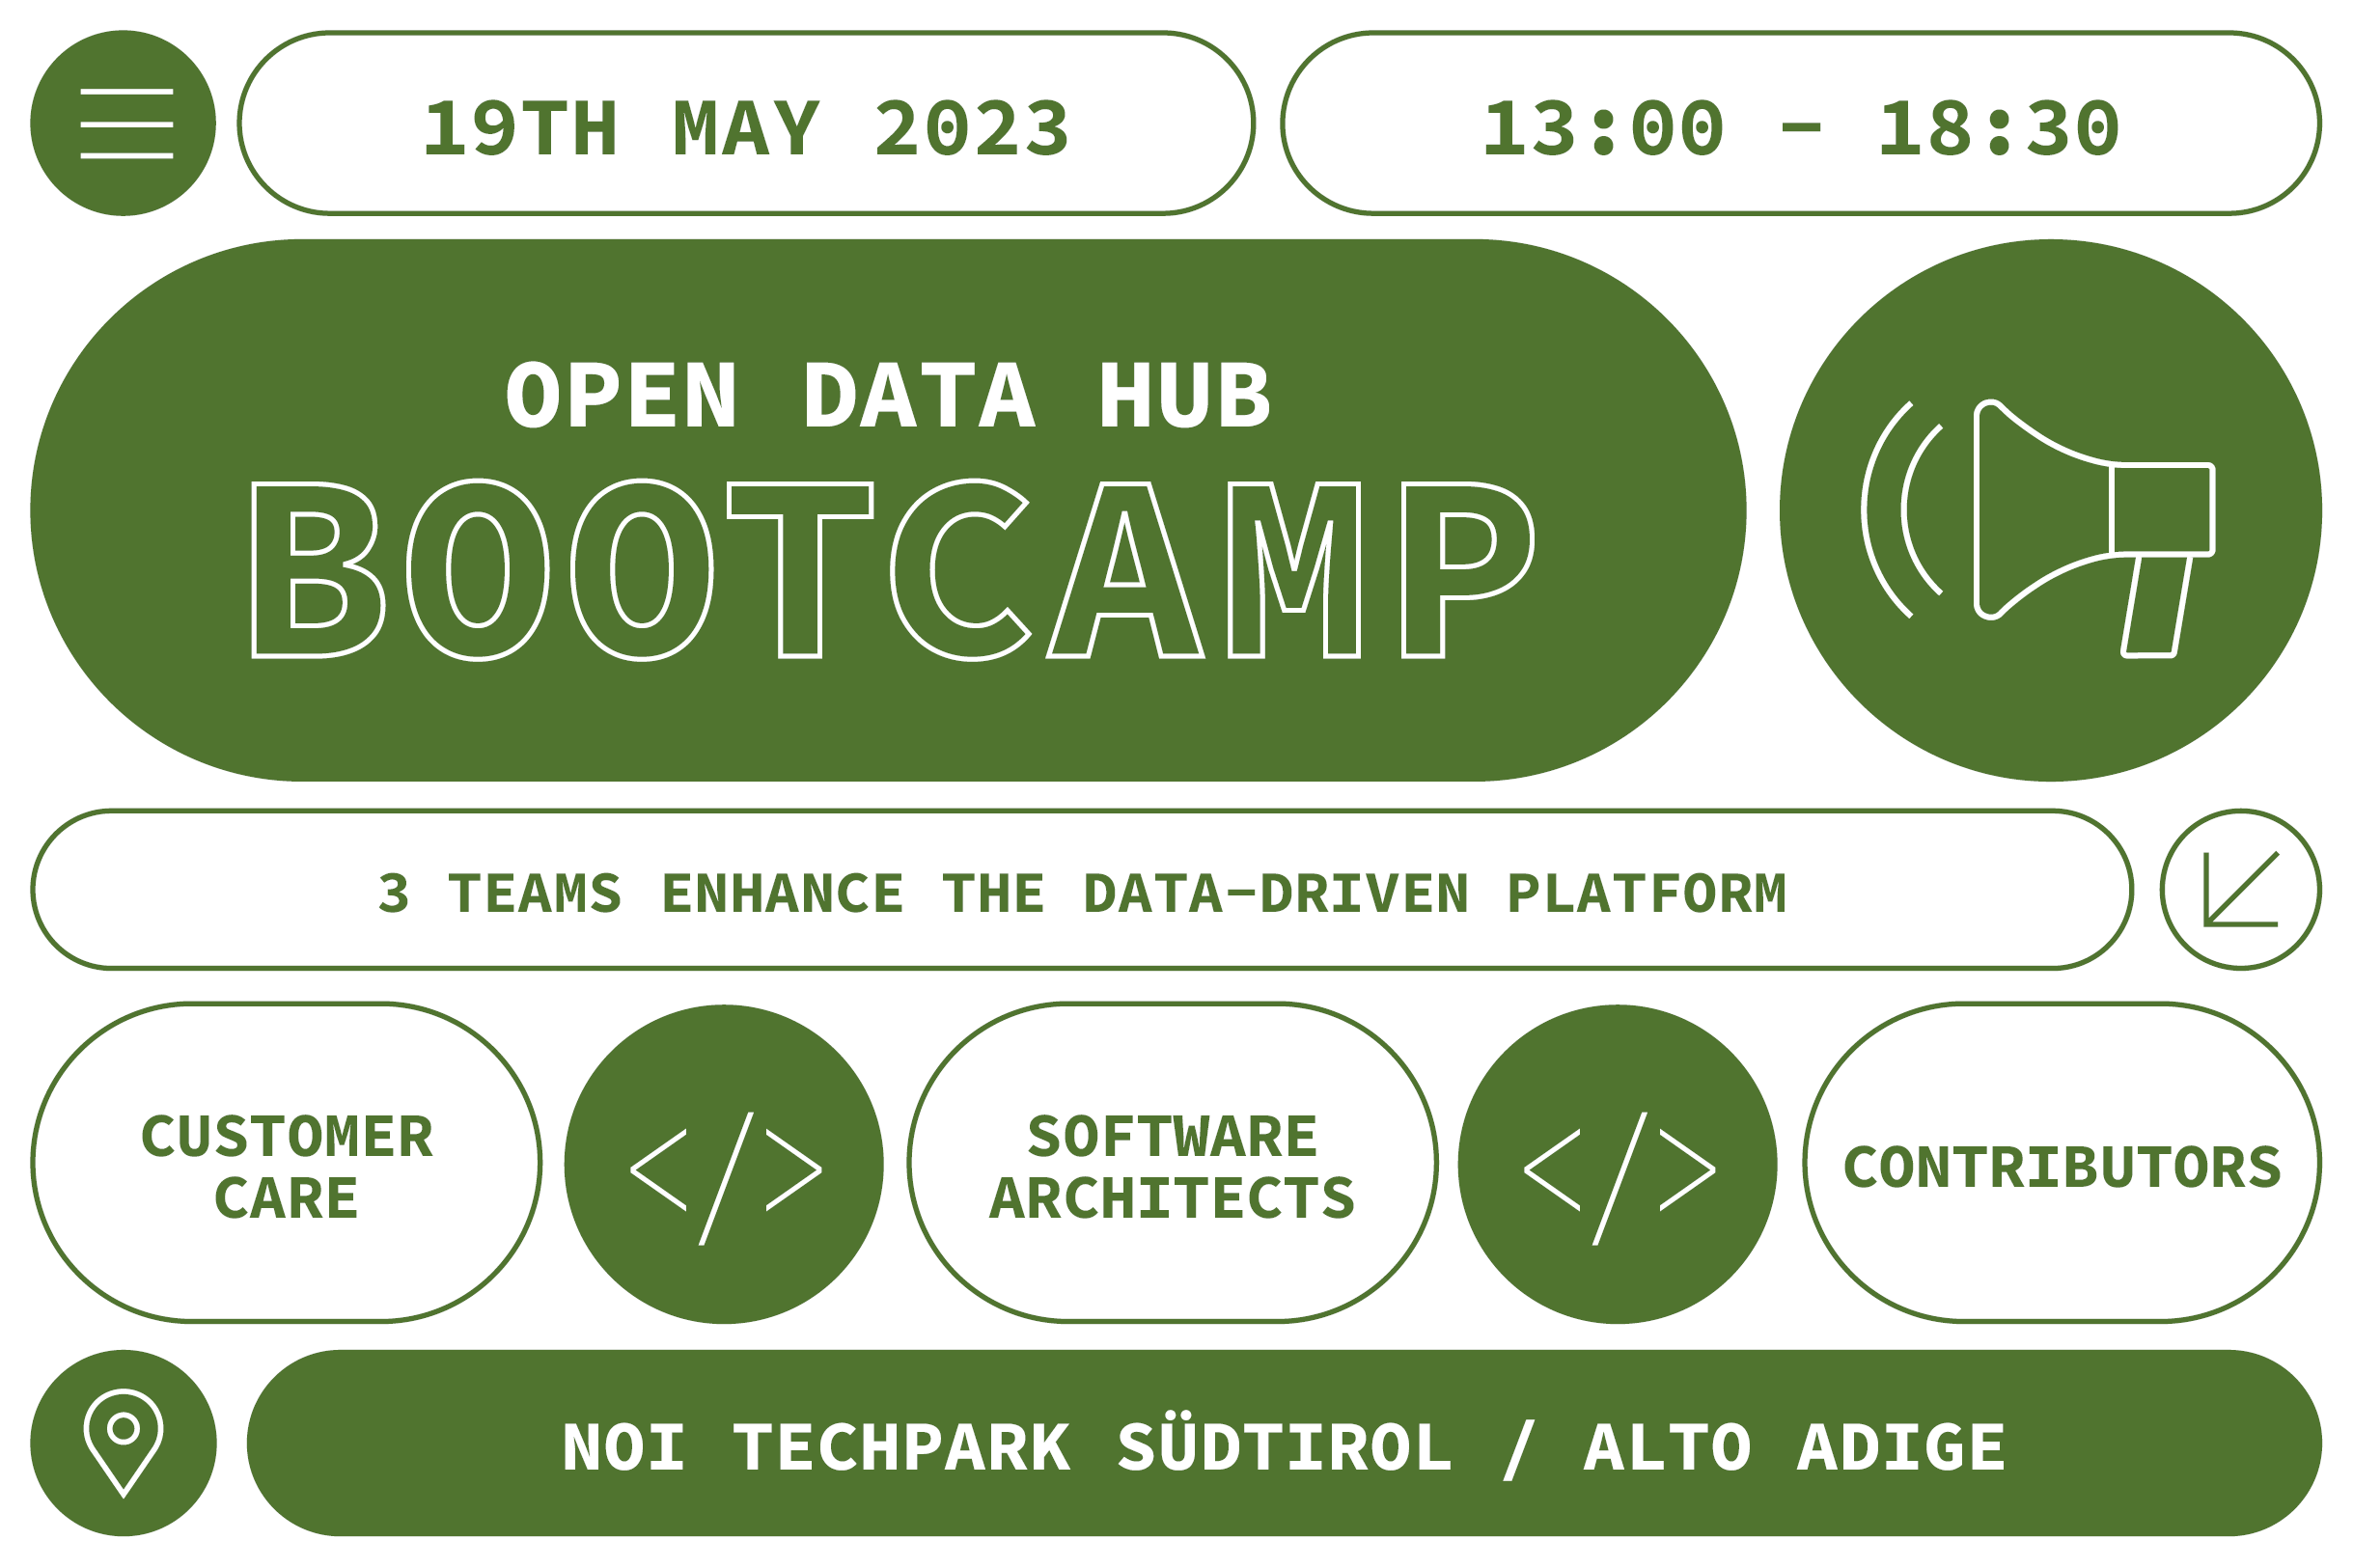 19TH MAY 2023
13:00 – 18:30
OPEN DATA HUB
BOOTCAMP
3 TEAMS ENHANCE THE DATA–DRIVEN PLATFORM
CUSTOMER
CARE
</>
SOFTWARE
ARCHITECTS
</>
CONTRIBUTORS
NOI TECHPARK SÜDTIROL / ALTO ADIGE